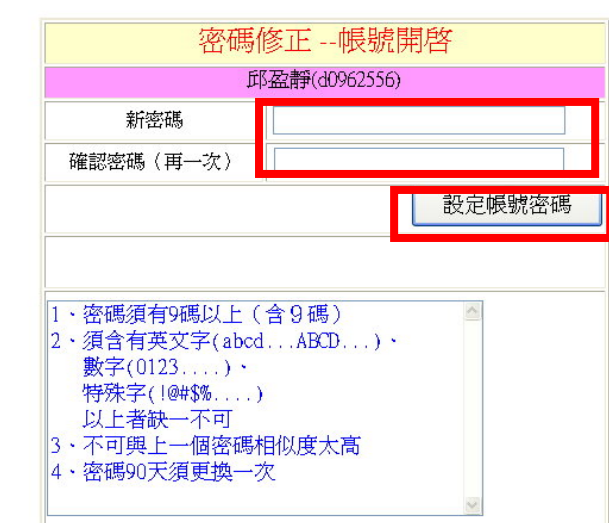 密碼修正 --帳號開啓
邱盈靜(d0962556)
新密碼
確認密碼（再一次）
設定帳號密碼
1、密碼須有9碼以上（含９碼）
2、須含有英文字(abcd...ABCD...)、
數字(0123....)、
特殊字(!@#$%....)
以上者缺一不可
3、不可與上一個密碼相似度太高
4、密碼90天須更換一次